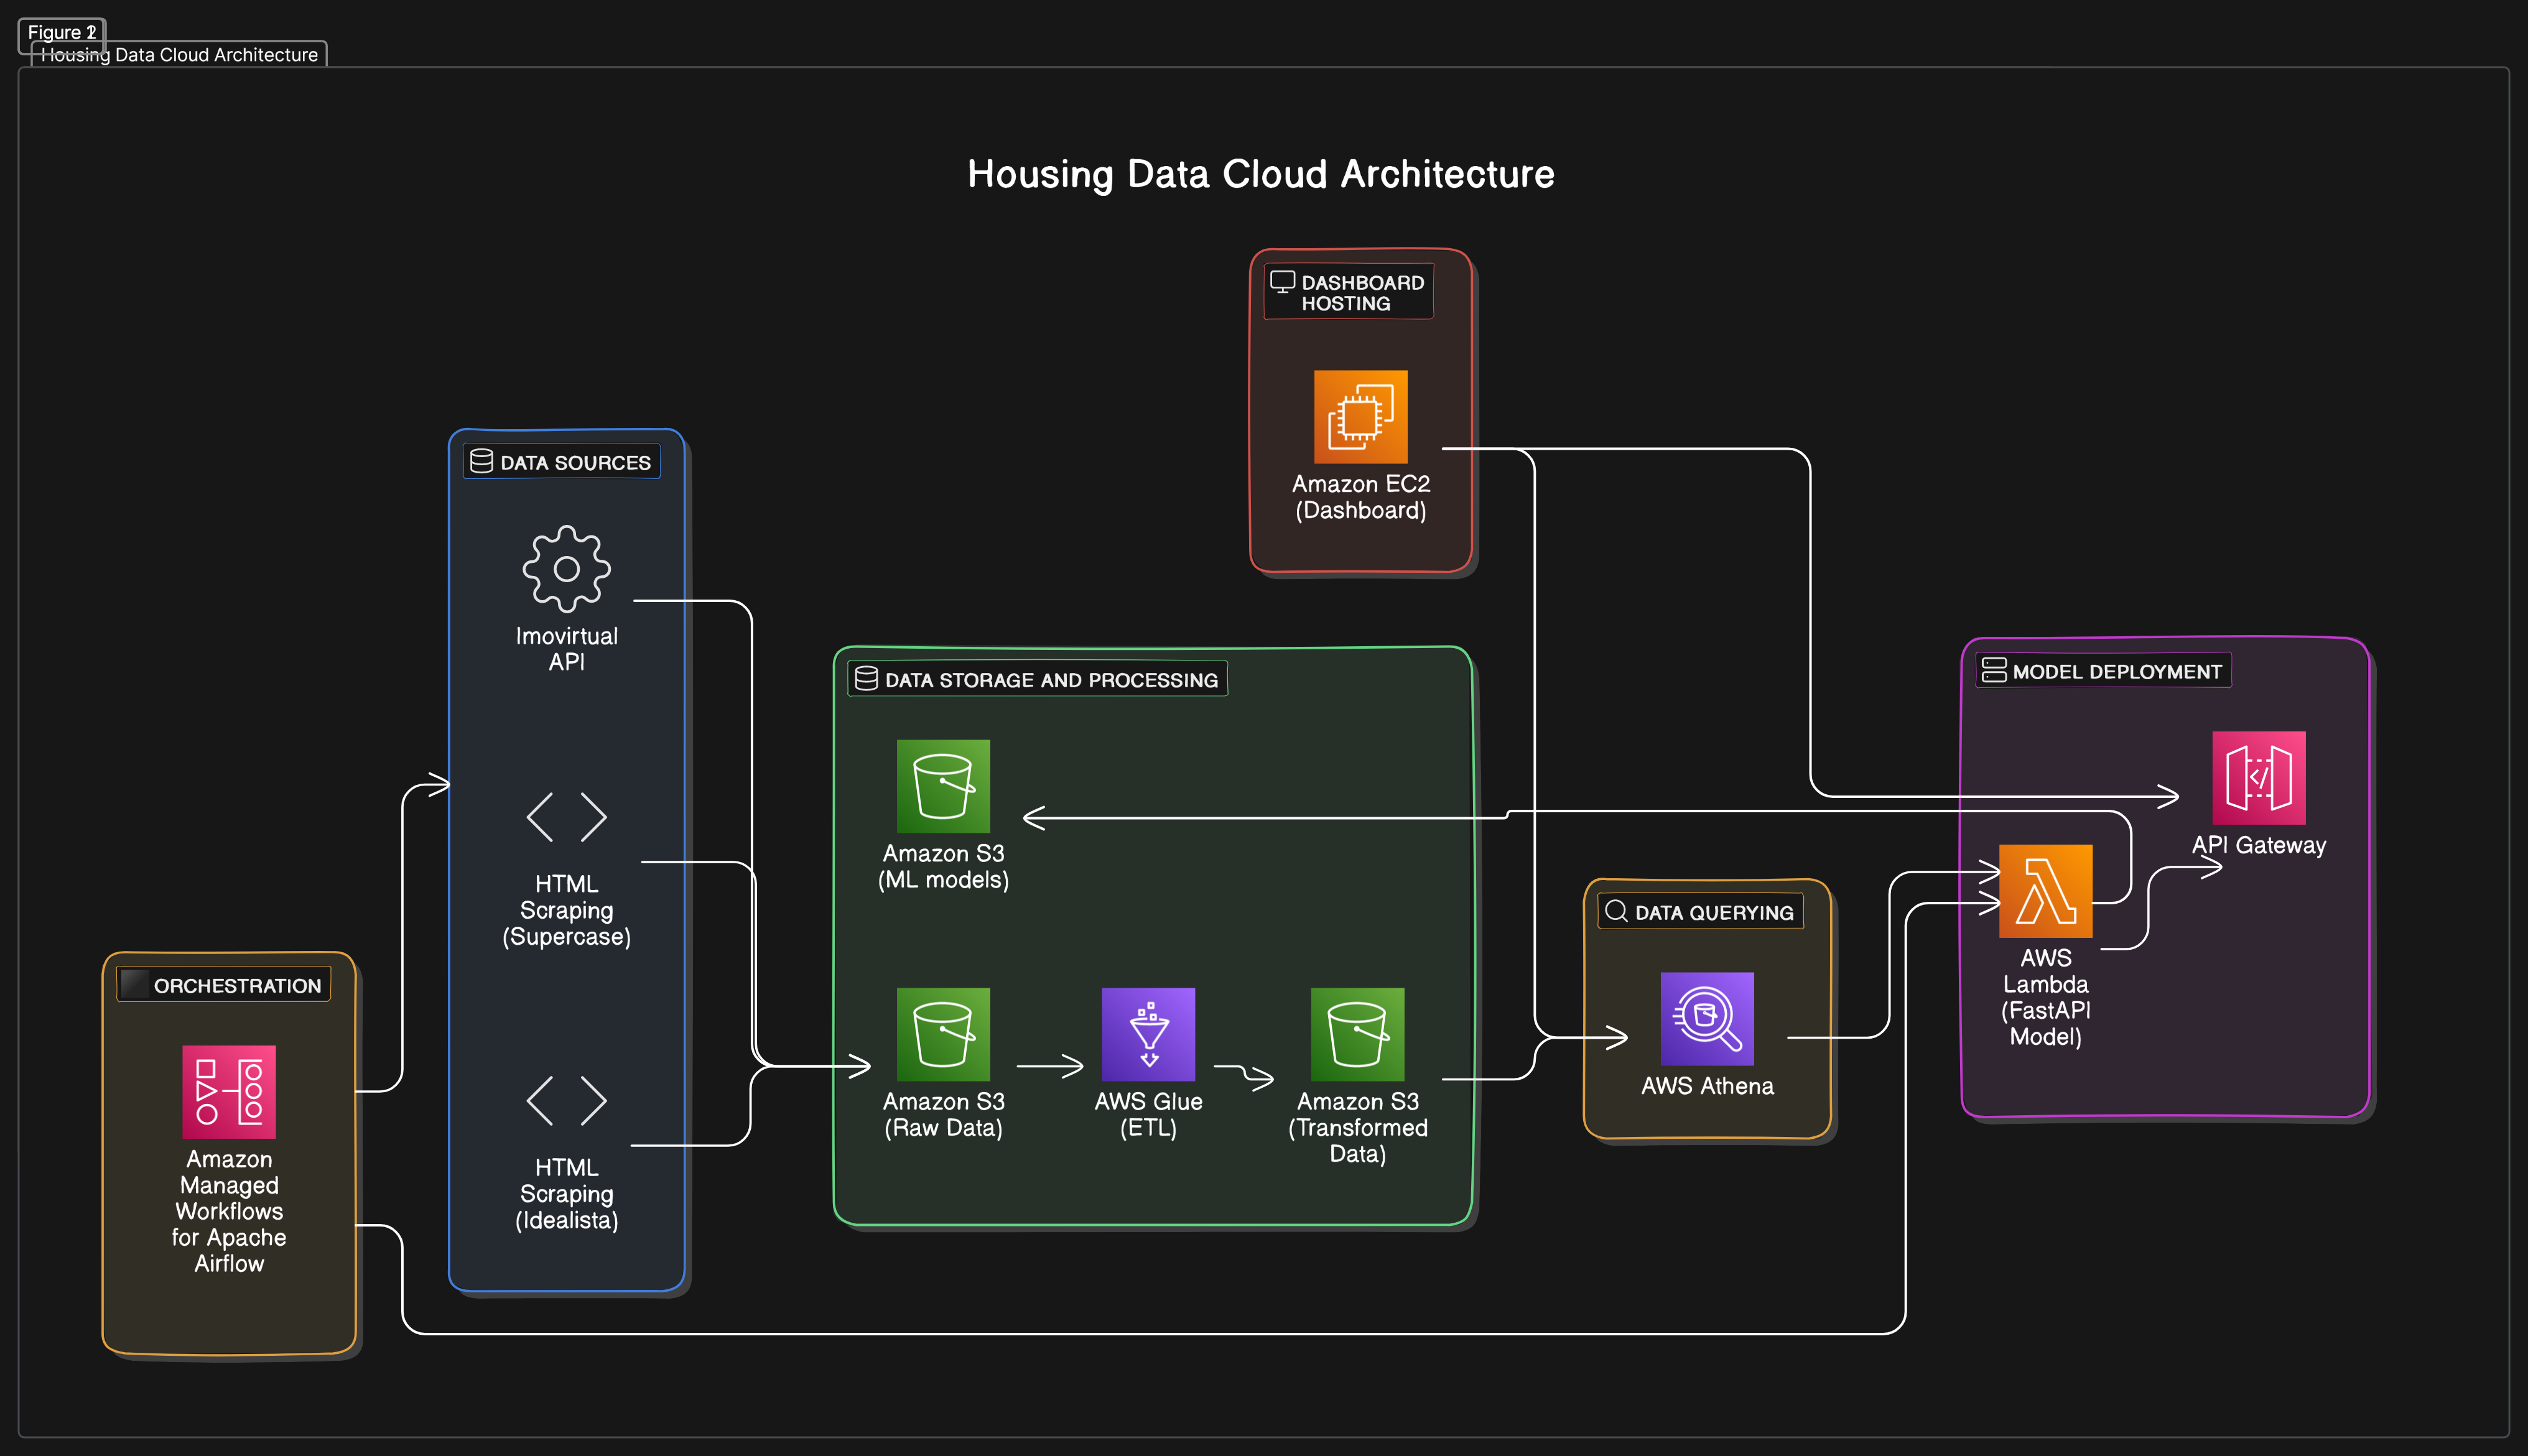 Figure
Housing Data Cloud Architecture
Housing Data Cloud Architecture
DASHBOARD
HOSTING
Amazon EC2
(Dashboard)
DATA SOURCES
Imovirtual
API
HTML
Scraping
(Supercase)
HTML
Scraping
(Idealista)
ORCHESTRATION
Amazon
Managed
Workflows
for Apache
Airflow
DATA STORAGE AND PROCESSING
Amazon S3
(ML models)
Amazon S3
(Raw Data)
AWS Glue
(ETL)
Amazon S3
(Transformed
Data)
DATA QUERYING
AWS Athena
MODEL DEPLOYMENT
API Gateway
AWS
Lambda
(FastAPI
Model)